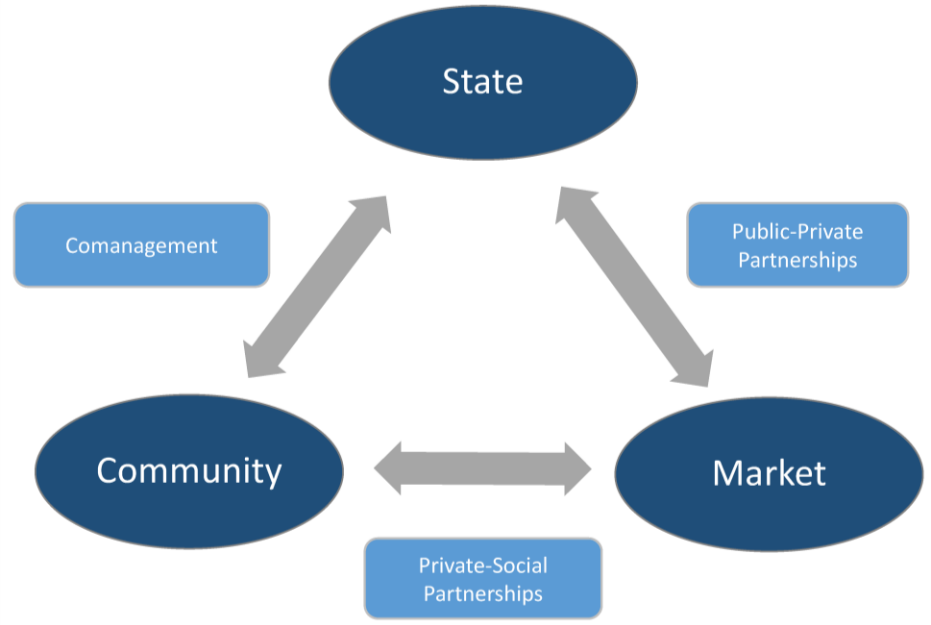 State
Comanagement
Public-Private
Partnerships
Community
Market
Private-Social
Partnerships